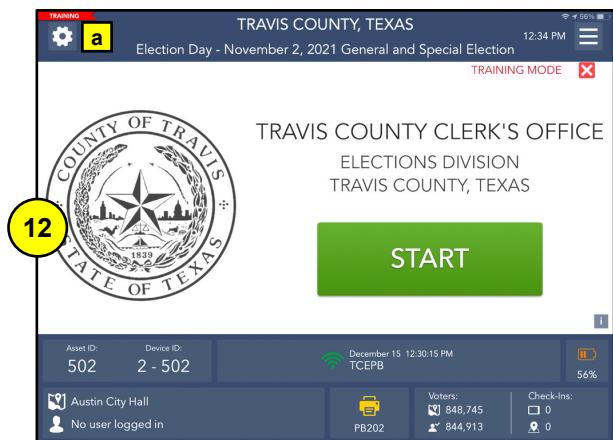 TRAINING
TRAVIS COUNTY, TEXAS
56%
a
12:34 PM
Election Day - November 2, 2021 General and Special Election
TRAINING MODE
COUNTY OF TRAVIS
STATE OF TEXAS
1839
TRAVIS COUNTY CLERK'S OFFICE
ELECTIONS DIVISION
TRAVIS COUNTY, TEXAS
12
START
i
Asset ID:
502
Device ID:
2 - 502
December 15 12:30:15 PM
TCEPB
56%
Austin City Hall
No user logged in
PB202
Voters:
848,745
844,913
Check-Ins:
0
0